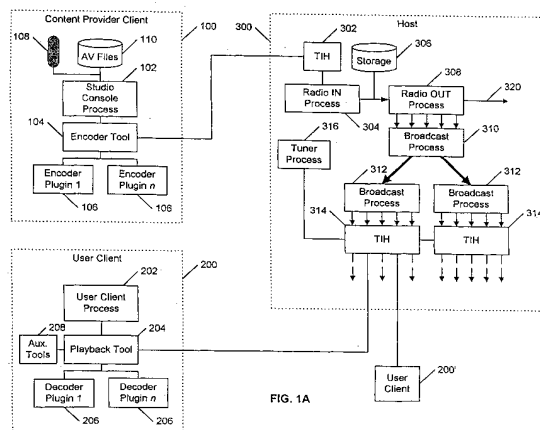 Content Provider Client
100
108
110
AV Files
102
Studio
Console
Process
104
Encoder Tool
Encoder
Plugin 1
Encoder
Plugin n
106
106
User Client
200
202
User Client
Process
208
204
Aux.
Tools
Playback Tool
Decoder
Plugin 1
Decoder
Plugin n
206
206
300
Host
302
306
TIH
Storage
308
Radio IN
Process
Radio OUT
Process
320
316
304
310
Tuner
Process
Broadcast
Process
312
312
Broadcast
Process
Broadcast
Process
314
314
TIH
TIH
FIG. 1A
User
Client
200'